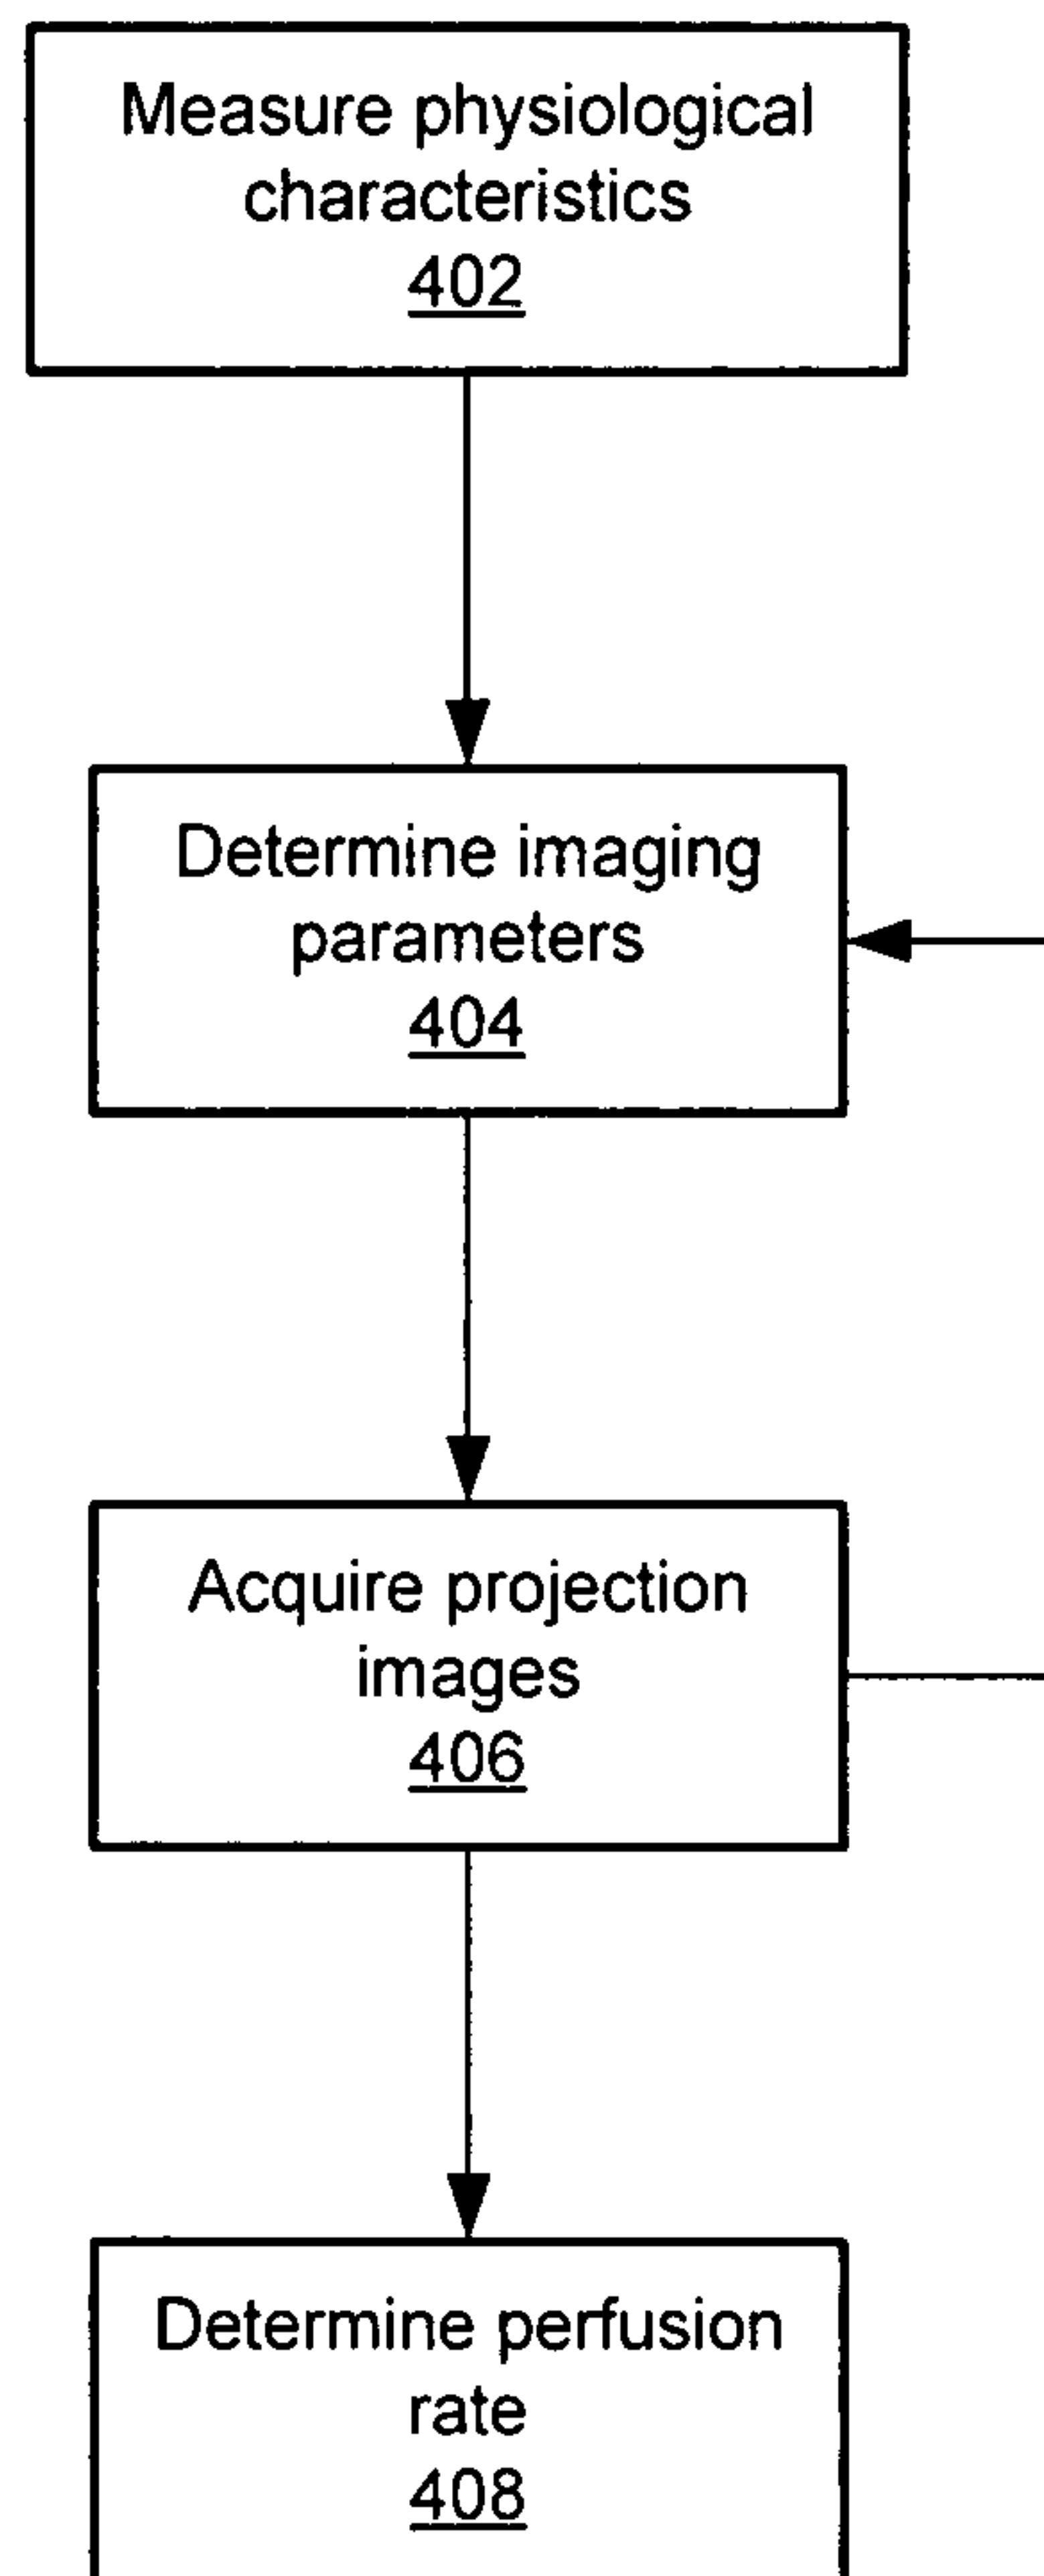 Measure physiological
characteristics
402
Determine imaging
parameters
404
Acquire projection
images
406
Determine perfusion
rate
408